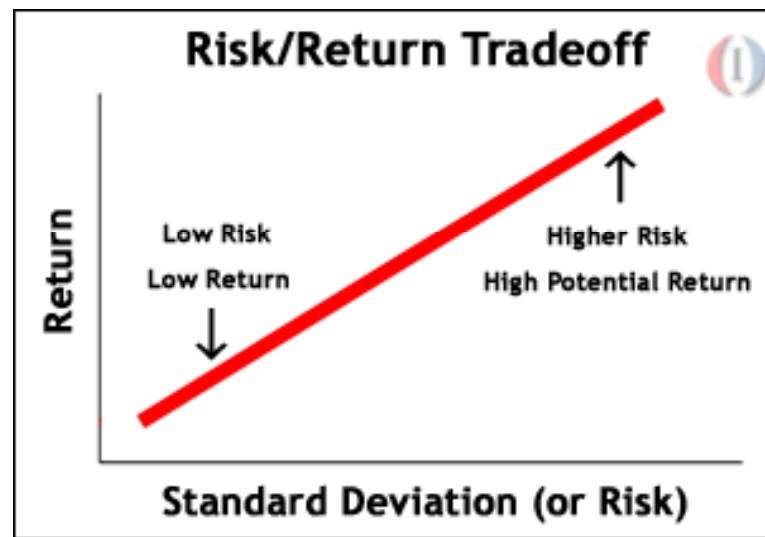 Risk/Return Tradeoff
I
Return
Low Risk
Low Return
Higher Risk
High Potential Return
Standard Deviation (or Risk)